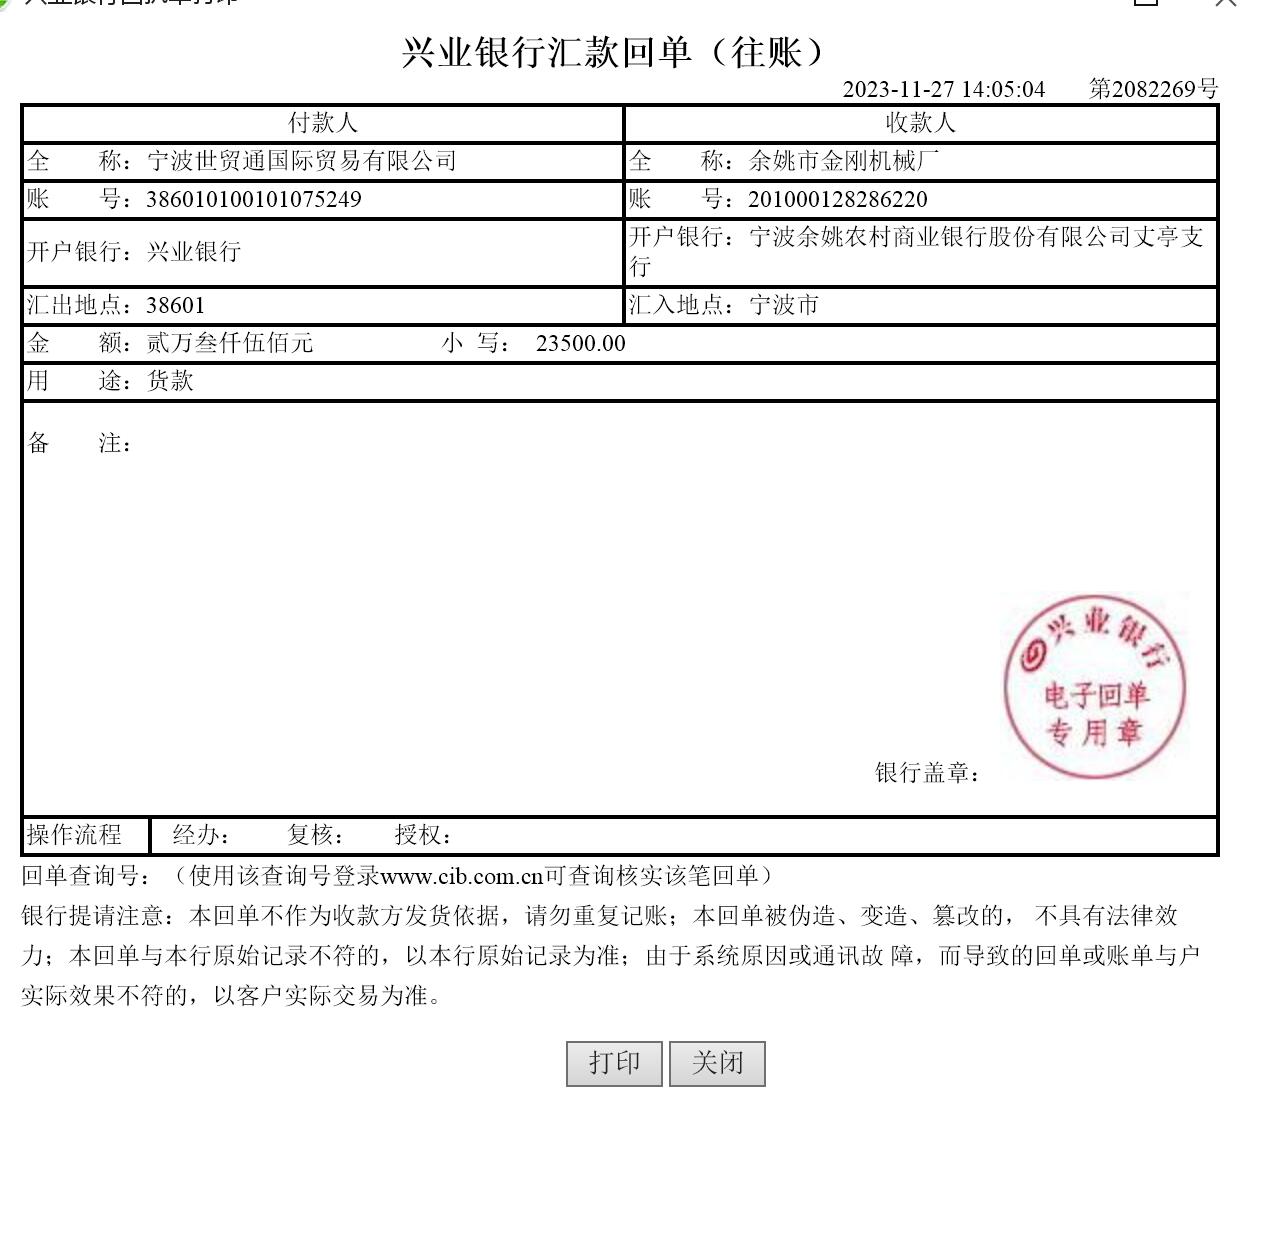 兴业银行汇款回单（往账）
2023-11-27 14:05:04 第2082269号
付款人 收款人
全 称：宁波世贸通国际贸易有限公司 全 称：余姚市金刚机械厂
账 号：386010100101075249 账 号：201000128286220
开户银行：兴业银行 开户银行：宁波余姚农村商业银行股份有限公司丈亭支
行
汇出地点：38601 汇入地点：宁波市
金 额：贰万叁仟伍佰元 小 写： 23500.00
用 途：货款
备 注：
兴业银行
电子回单
专用章
银行盖章：
操作流程 经办： 复核： 授权：
回单查询号：（使用该查询号登录www.cib.com.cn可查询核实该笔回单）
银行提请注意：本回单不作为收款方发货依据，请勿重复记账；本回单被伪造、变造、篡改的， 不具有法律效
力；本回单与本行原始记录不符的，以本行原始记录为准；由于系统原因或通讯故 障，而导致的回单或账单与户
实际效果不符的，以客户实际交易为准。
打印 关闭